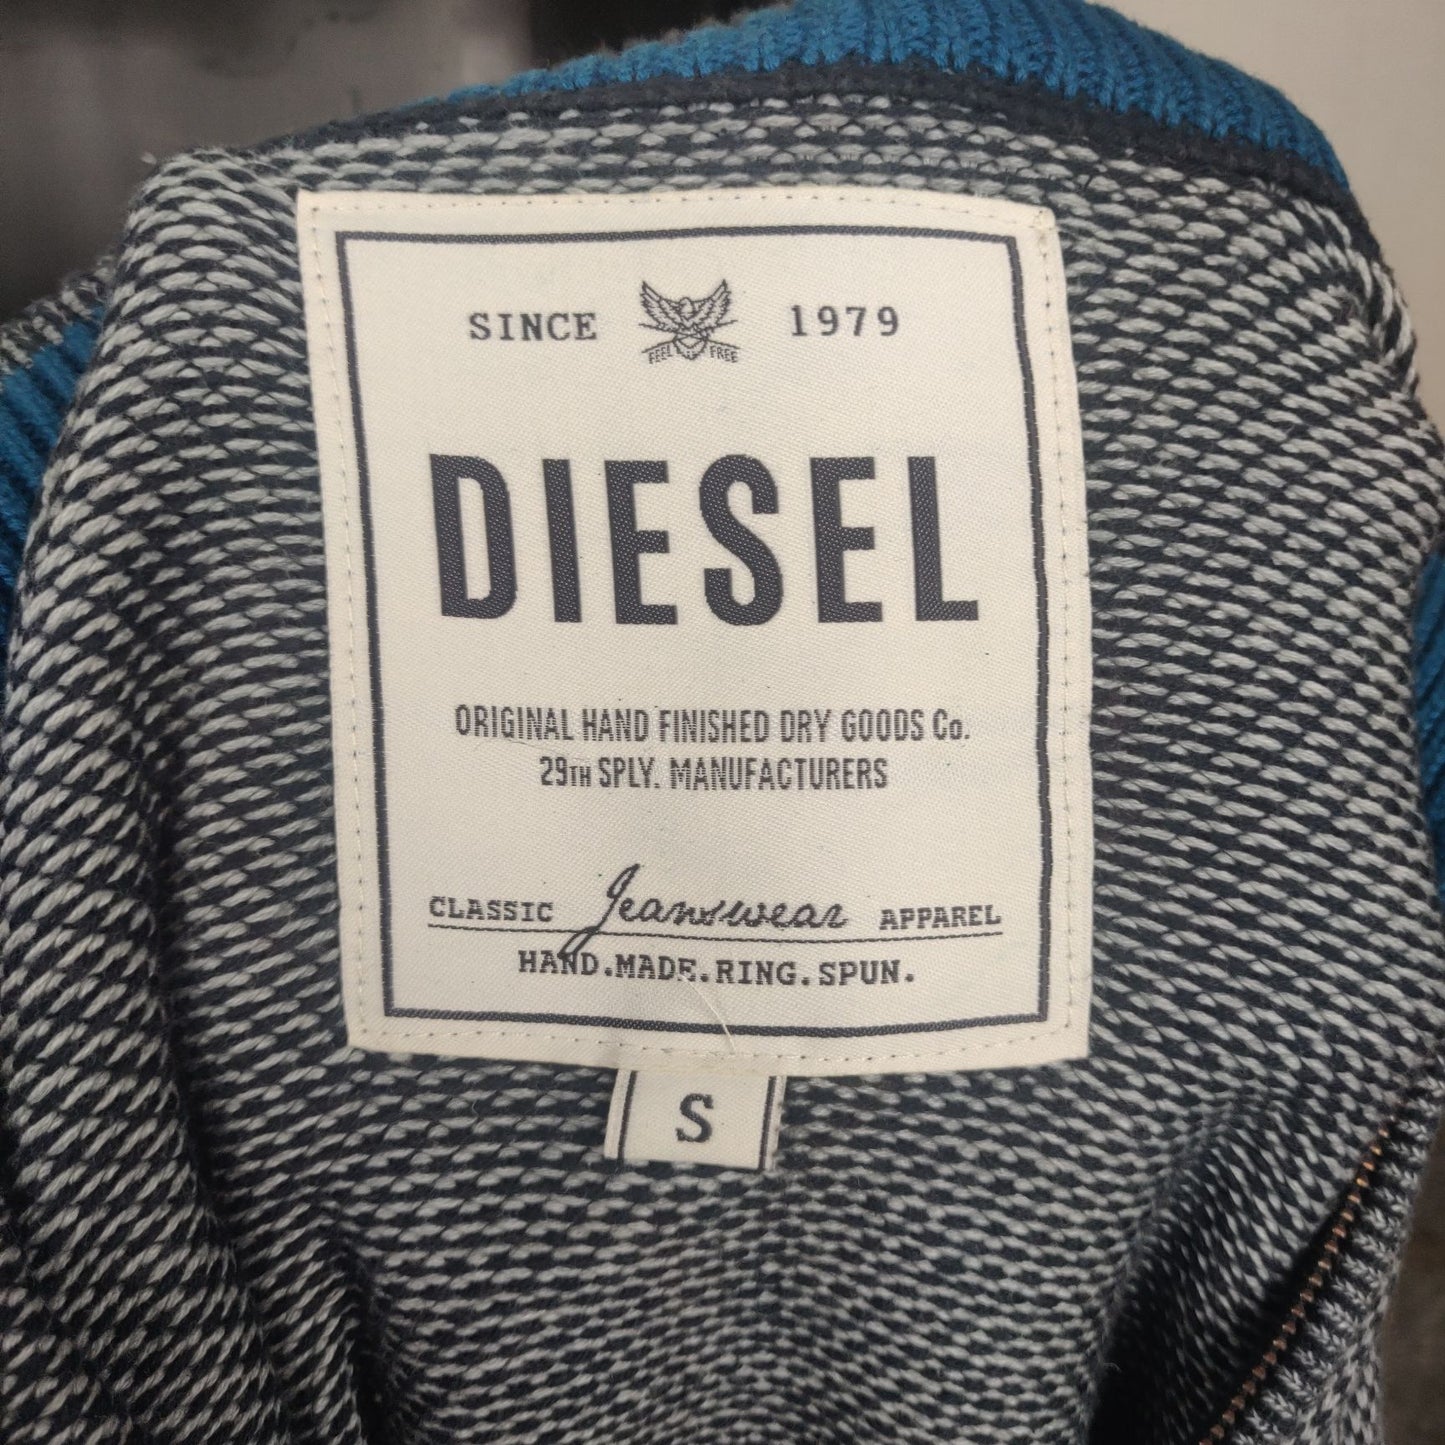 SINCE 1979
FEEL FREE
DIESEL
ORIGINAL HAND FINISHED DRY GOODS Co.
29TH SPLY. MANUFACTURERS
CLASSIC Jeanswear APPAREL
HAND.MADE.RING.SPUN.
S